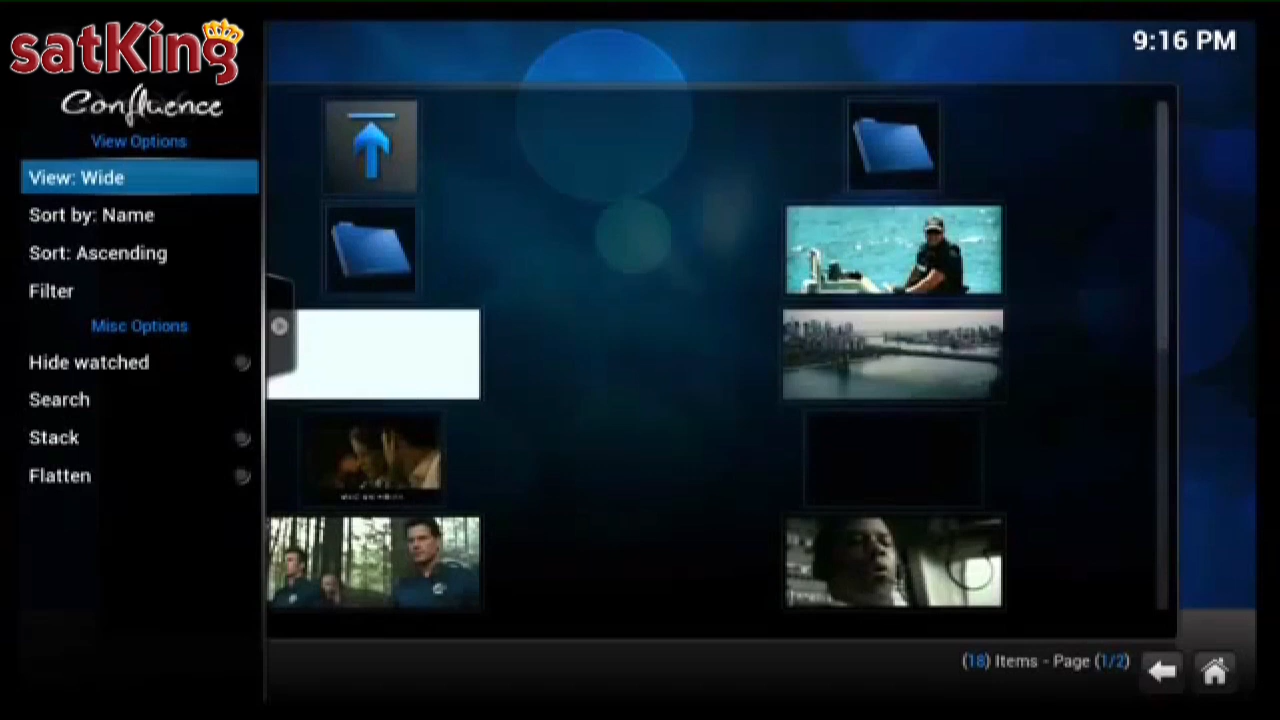 satKing
Confluence
9:16 PM
View Options
View: Wide
Sort by: Name
Sort: Ascending
Filter
Misc Options
Hide watched
Search
Stack
Flatten
(18) Items - Page (1/2)